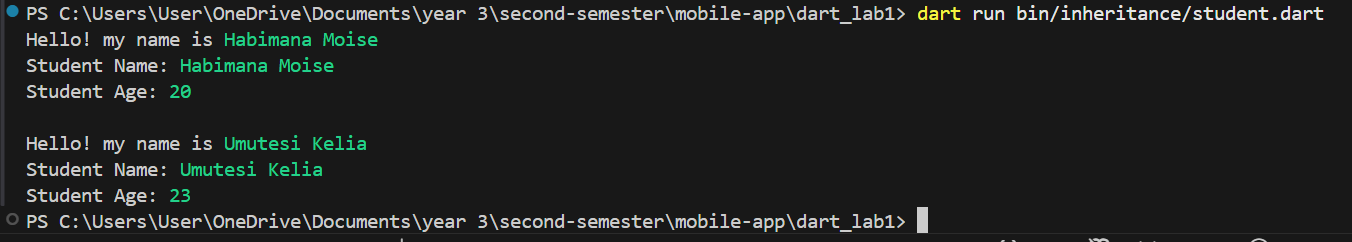 PS C:\Users\User\OneDrive\Documents\year 3\second-semester\mobile-app\dart_lab1> dart run bin/inheritance/student.dart
Hello! my name is Habimana Moise
Student Name: Habimana Moise
Student Age: 20

Hello! my name is Umutesi Kelia
Student Name: Umutesi Kelia
Student Age: 23
PS C:\Users\User\OneDrive\Documents\year 3\second-semester\mobile-app\dart_lab1>